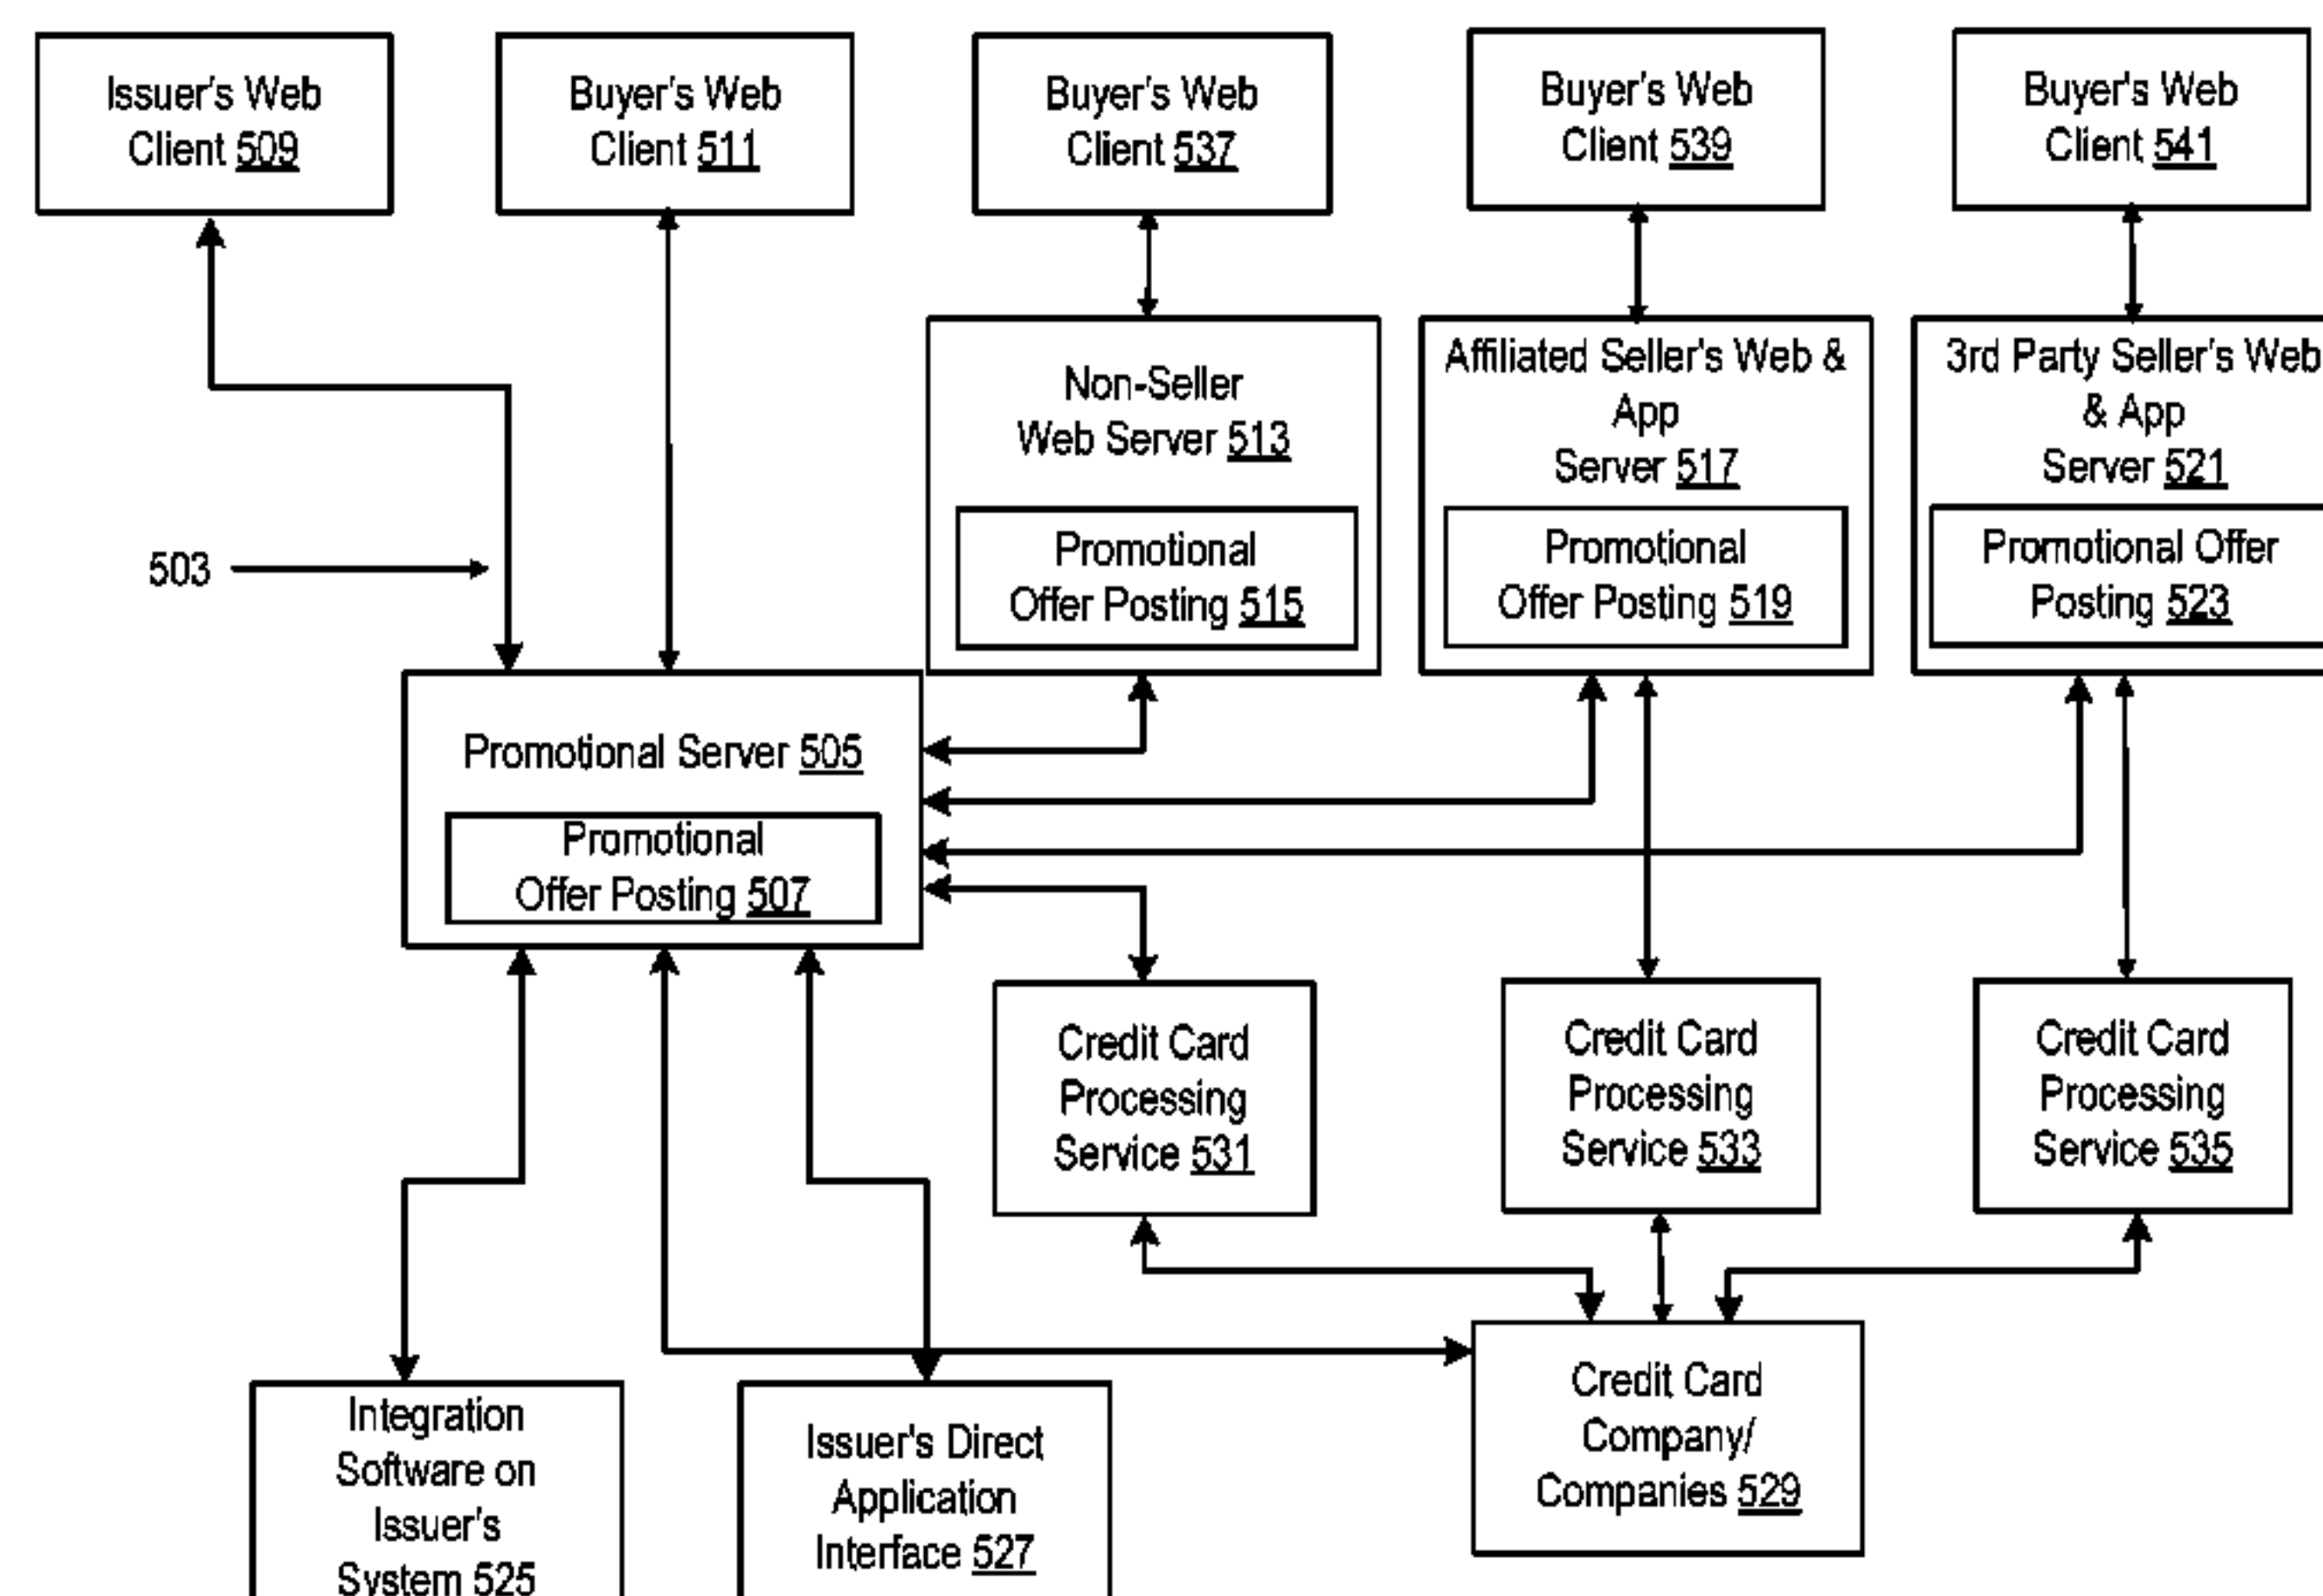 Issuer's Web
Client 509
Buyer's Web
Client 511
Buyer's Web
Client 537
Buyer's Web
Client 539
Buyer's Web
Client 541
Non-Seller
Web Server 513
Promotional
Offer Posting 515
Affiliated Seller's Web &
App
Server 517
Promotional
Offer Posting 519
3rd Party Seller's Web
& App
Server 521
Promotional Offer
Posting 523
503
Promotional Server 505
Promotional
Offer Posting 507
Credit Card
Processing
Service 531
Credit Card
Processing
Service 533
Credit Card
Processing
Service 535
Integration
Software on
Issuer's
System 525
Issuer's Direct
Application
Interface 527
Credit Card
Company/
Companies 529